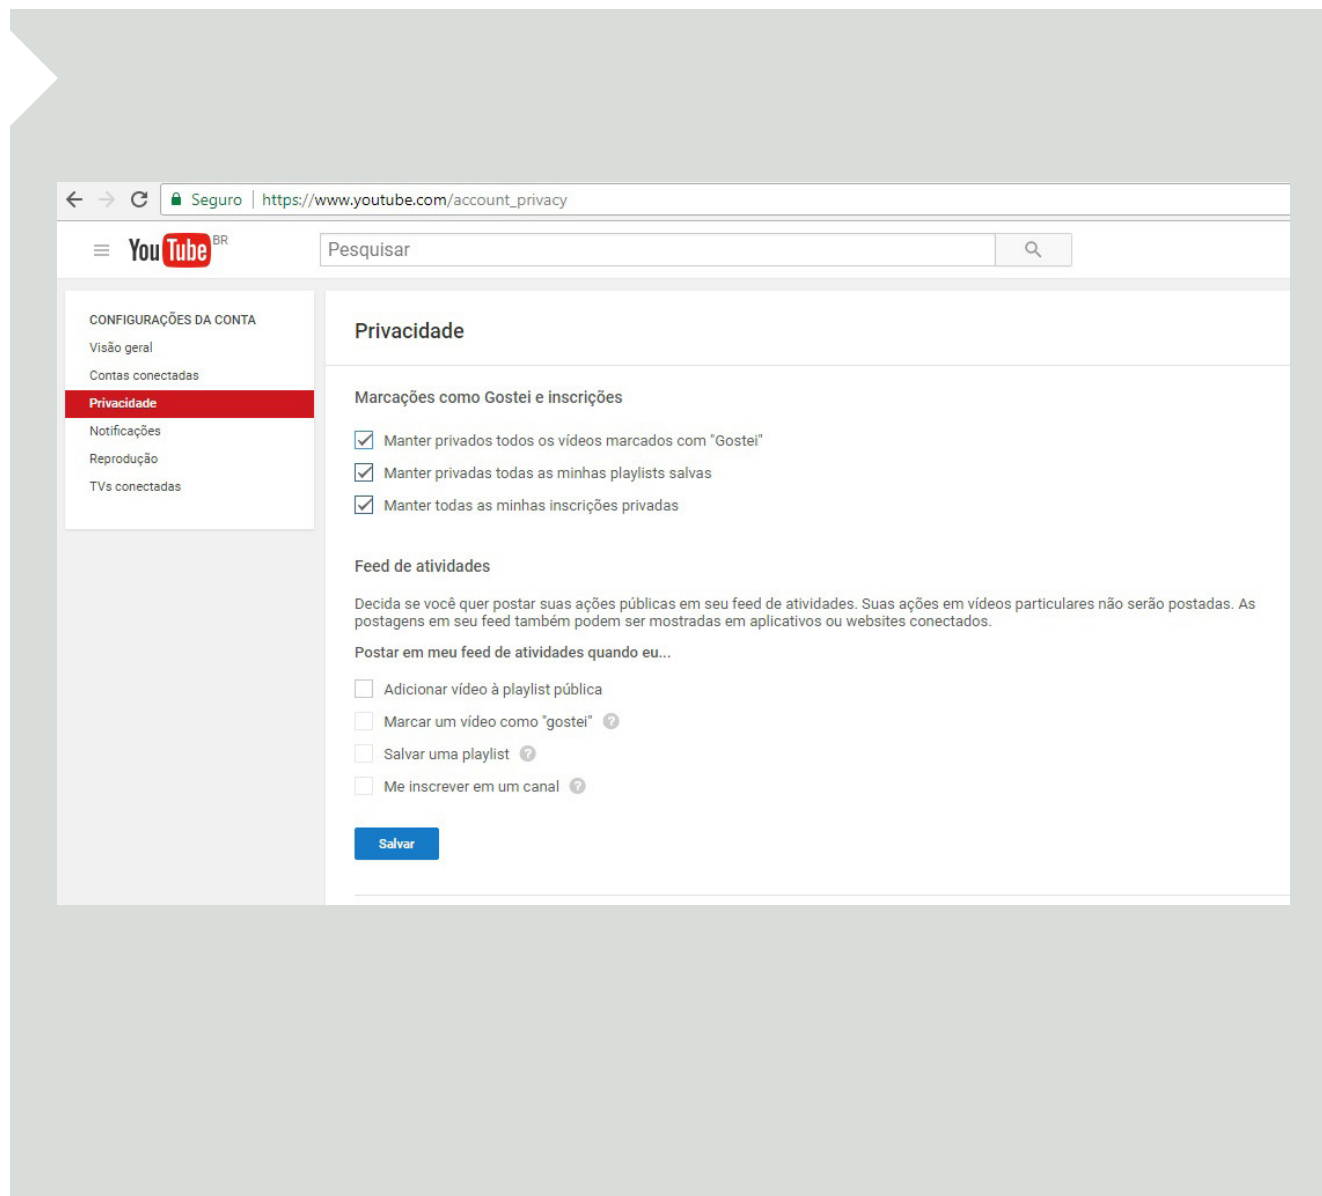 Seguro | https://www.youtube.com/account_privacy
YouTube BR
Pesquisar
CONFIGURAÇÕES DA CONTA
Visão geral
Contas conectadas
Privacidade
Notificações
Reprodução
TVs conectadas
Privacidade
Marcações como Gostei e inscrições
Manter privados todos os vídeos marcados com "Gostei"
Manter privadas todas as minhas playlists salvas
Manter todas as minhas inscrições privadas
Feed de atividades
Decida se você quer postar suas ações públicas em seu feed de atividades. Suas ações em vídeos particulares não serão postadas. As
postagens em seu feed também podem ser mostradas em aplicativos ou websites conectados.
Postar em meu feed de atividades quando eu...
Adicionar vídeo à playlist pública
Marcar um vídeo como "gostei" ?
Salvar uma playlist ?
Me inscrever em um canal ?
Salvar